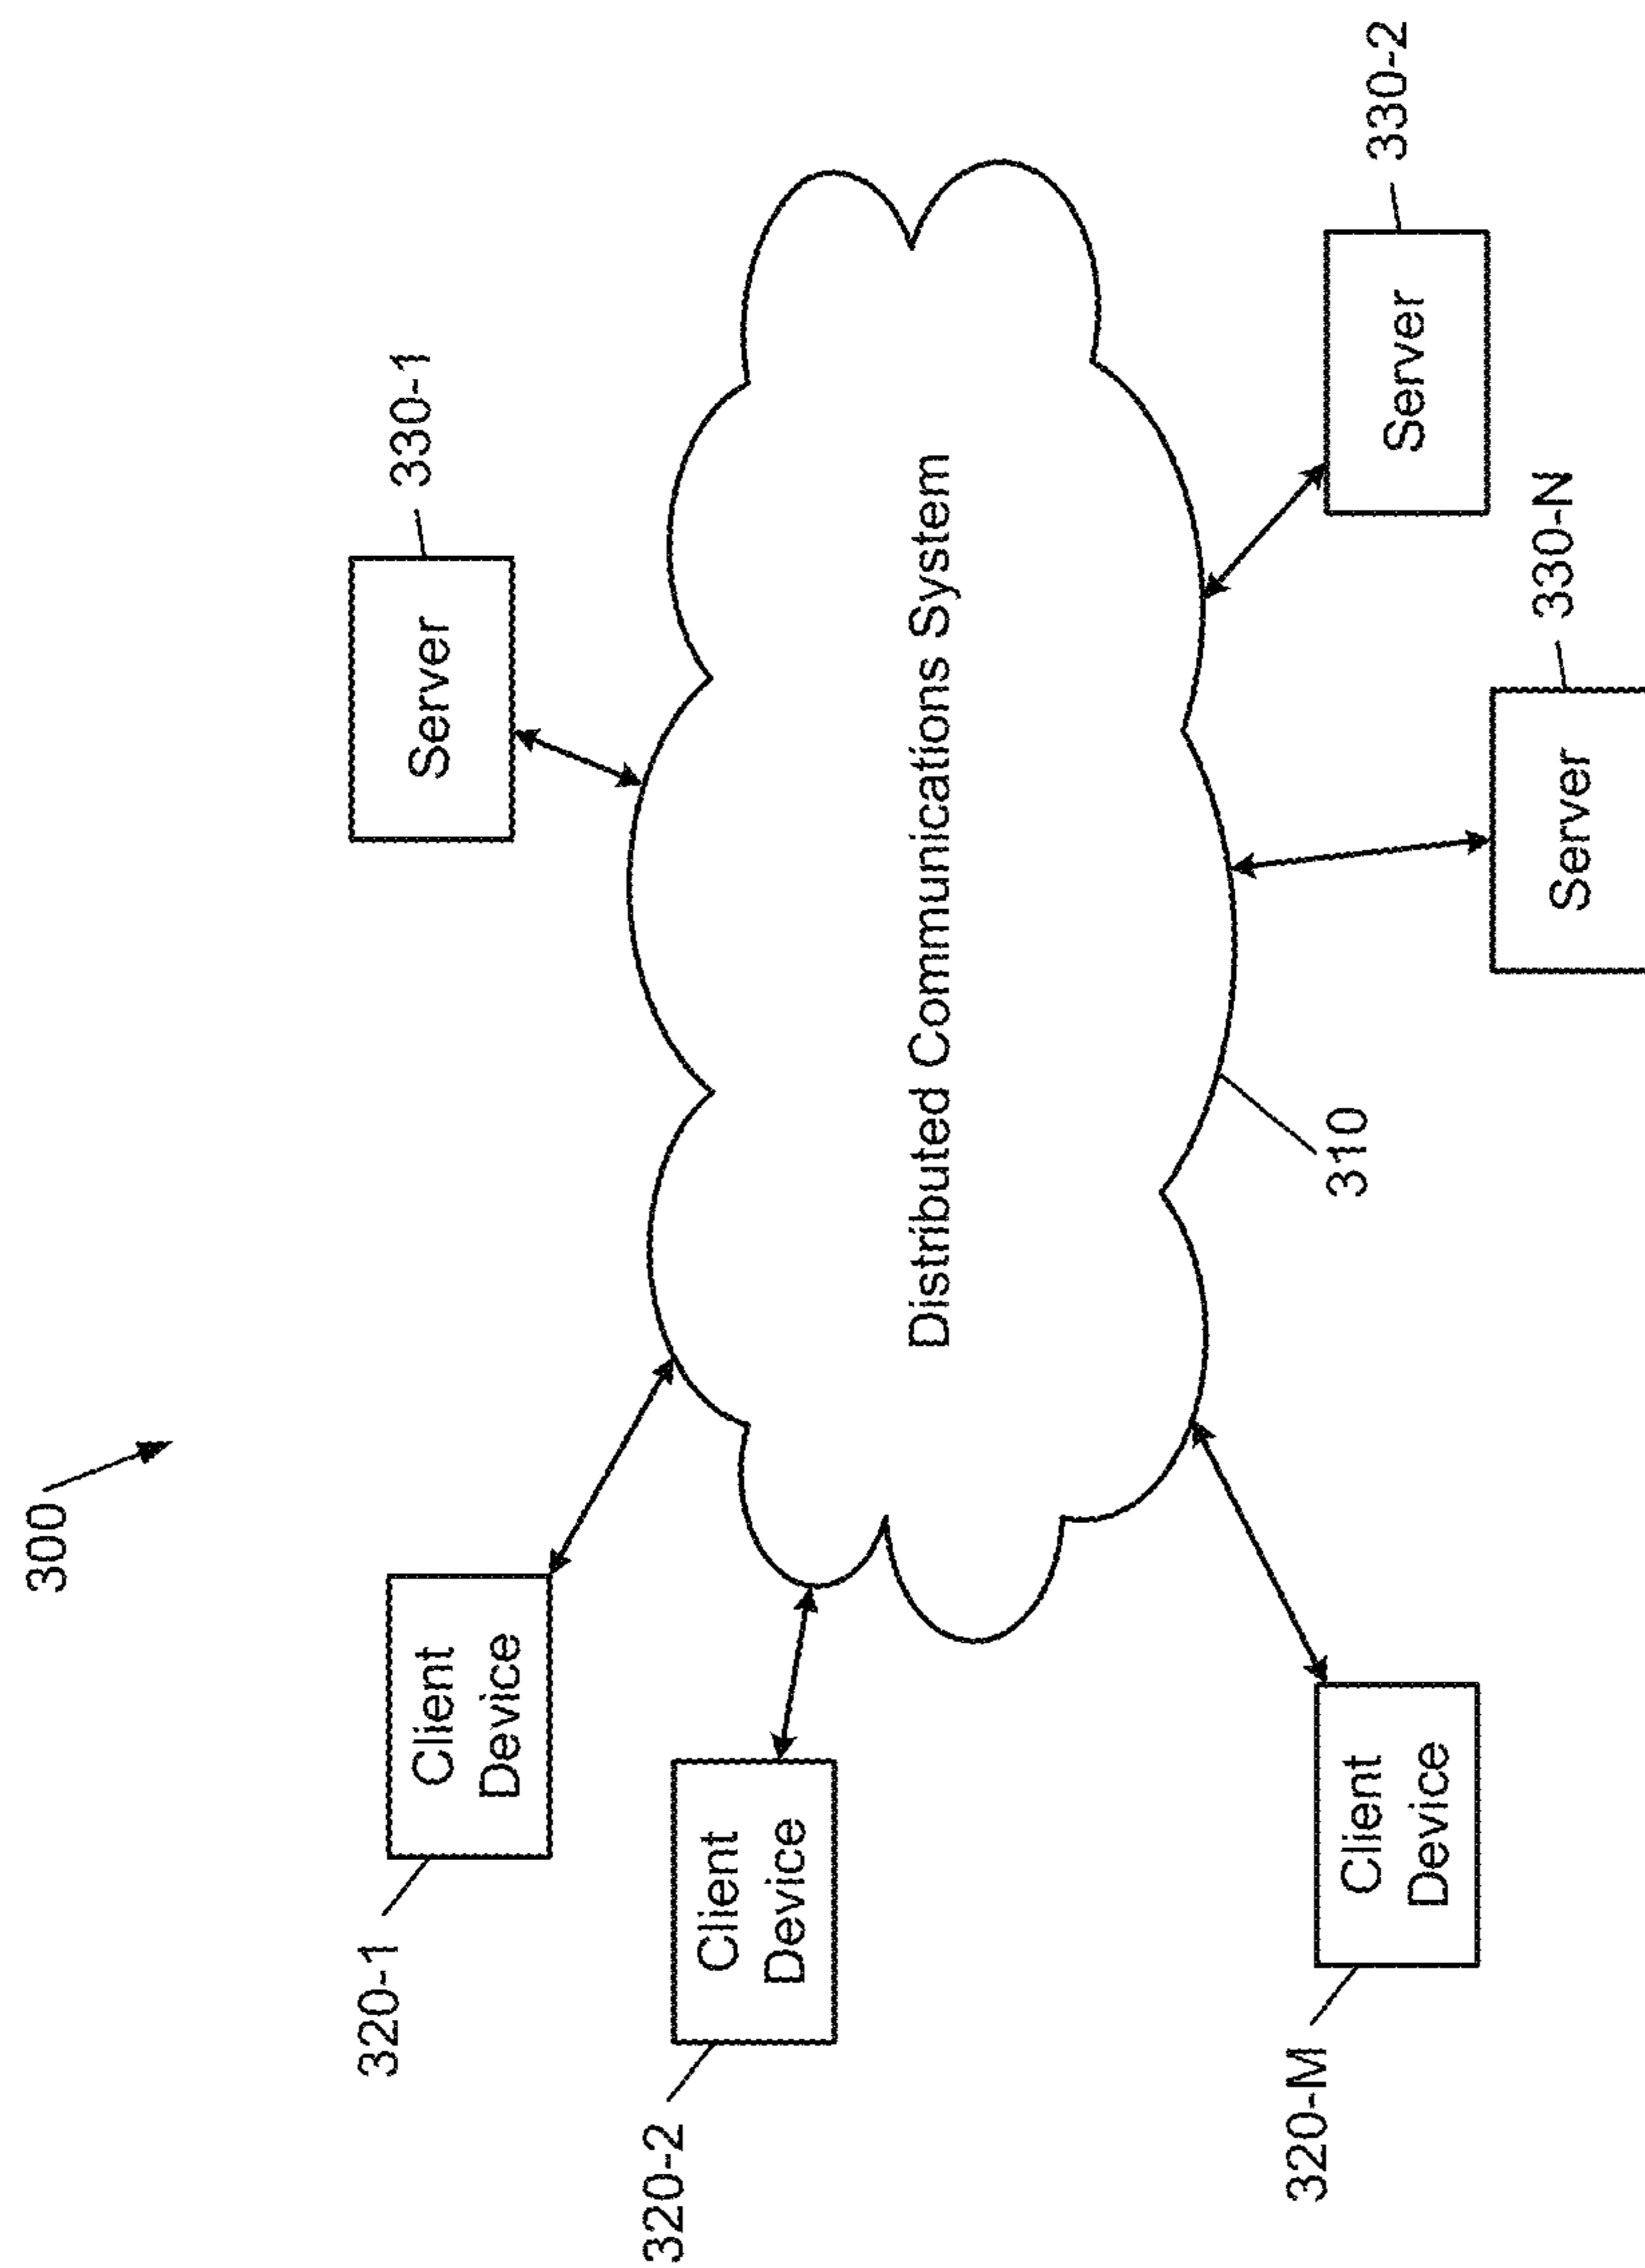 300
320-1
Client
Device
Server
330-1
320-2
Client
Device
Distributed Communications System
320-M
Client
Device
310
Server
330-2
Server
330-N